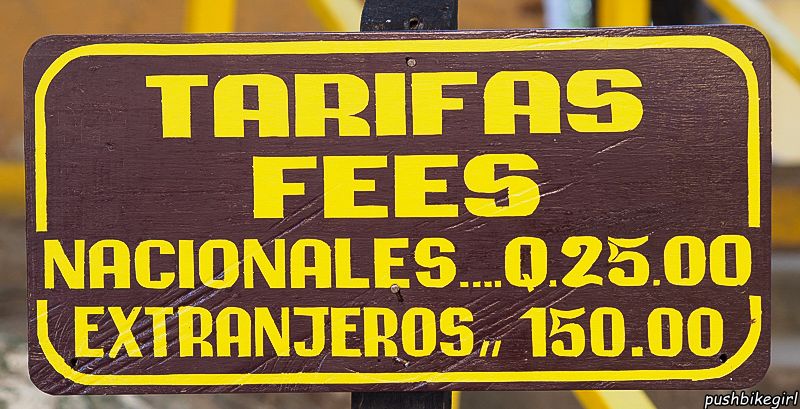 TARIFAS
FEES
NACIONALES....Q.25.00
EXTRANJEROS,, 150.00
pushbikegirl